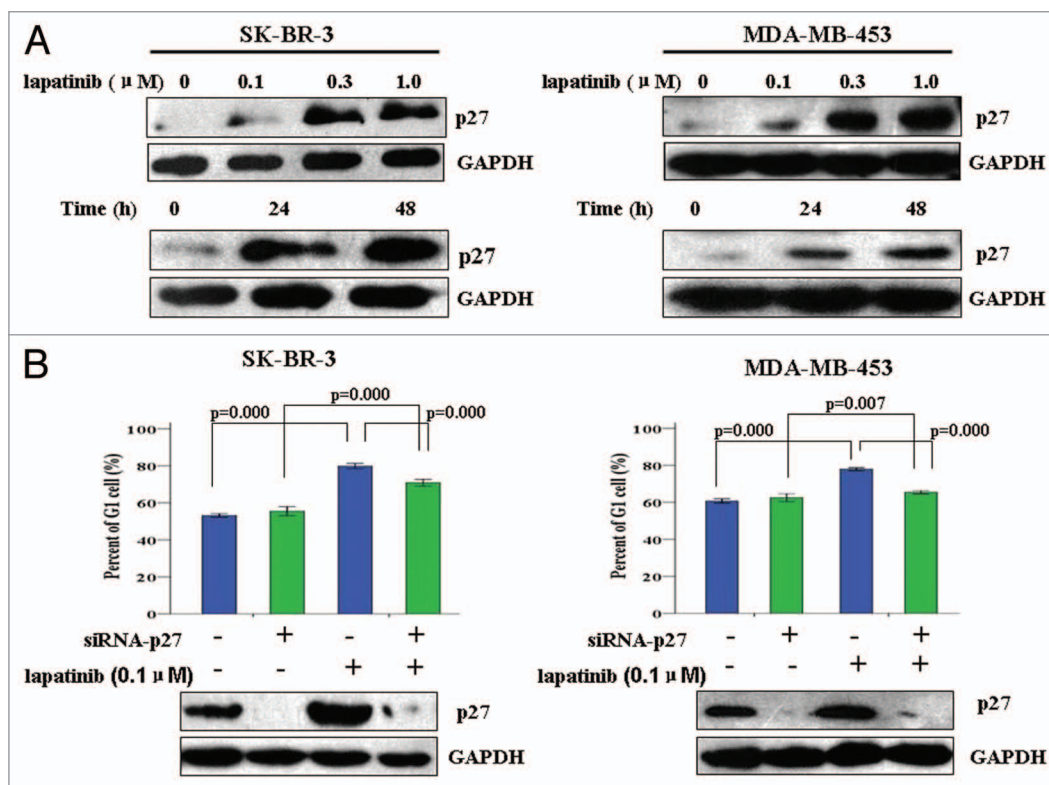 A
SK-BR-3
lapatinib ( μ M) 0 0.1 0.3 1.0
p27
GAPDH
Time (h) 0 24 48
p27
GAPDH
MDA-MB-453
lapatinib ( μ M) 0 0.1 0.3 1.0
p27
GAPDH
Time (h) 0 24 48
p27
GAPDH
B
SK-BR-3
p=0.000
p=0.000 p=0.000
Percent of G1 cell (%)
100
80
60
40
20
0
siRNA-p27 - + - +
lapatinib (0.1 μ M) - - + +
p27
GAPDH
MDA-MB-453
p=0.007
p=0.000 p=0.000
Percent of G1 cell (%)
100
80
60
40
20
0
siRNA-p27 - + - +
lapatinib (0.1 μ M) - - + +
p27
GAPDH